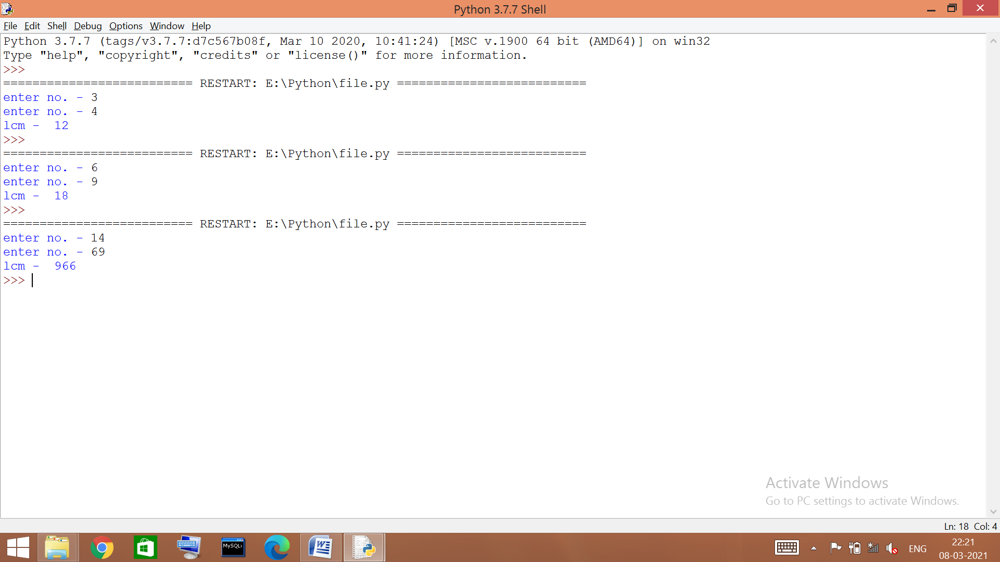 Python 3.7.7 Shell
File Edit Shell Debug Options Window Help
Python 3.7.7 (tags/v3.7.7:d7c567b08f, Mar 10 2020, 10:41:24) [MSC v.1900 64 bit (AMD64)] on win32
Type "help", "copyright", "credits" or "license()" for more information.
>>>
========================== RESTART: E:\Python\file.py ==========================
enter no. - 3
enter no. - 4
lcm -  12
>>>
========================== RESTART: E:\Python\file.py ==========================
enter no. - 6
enter no. - 9
lcm -  18
>>>
========================== RESTART: E:\Python\file.py ==========================
enter no. - 14
enter no. - 69
lcm -  966
>>>
Activate Windows
Go to PC settings to activate Windows.
Ln: 18 Col: 4
MySQL>
W
ENG
22:21
08-03-2021